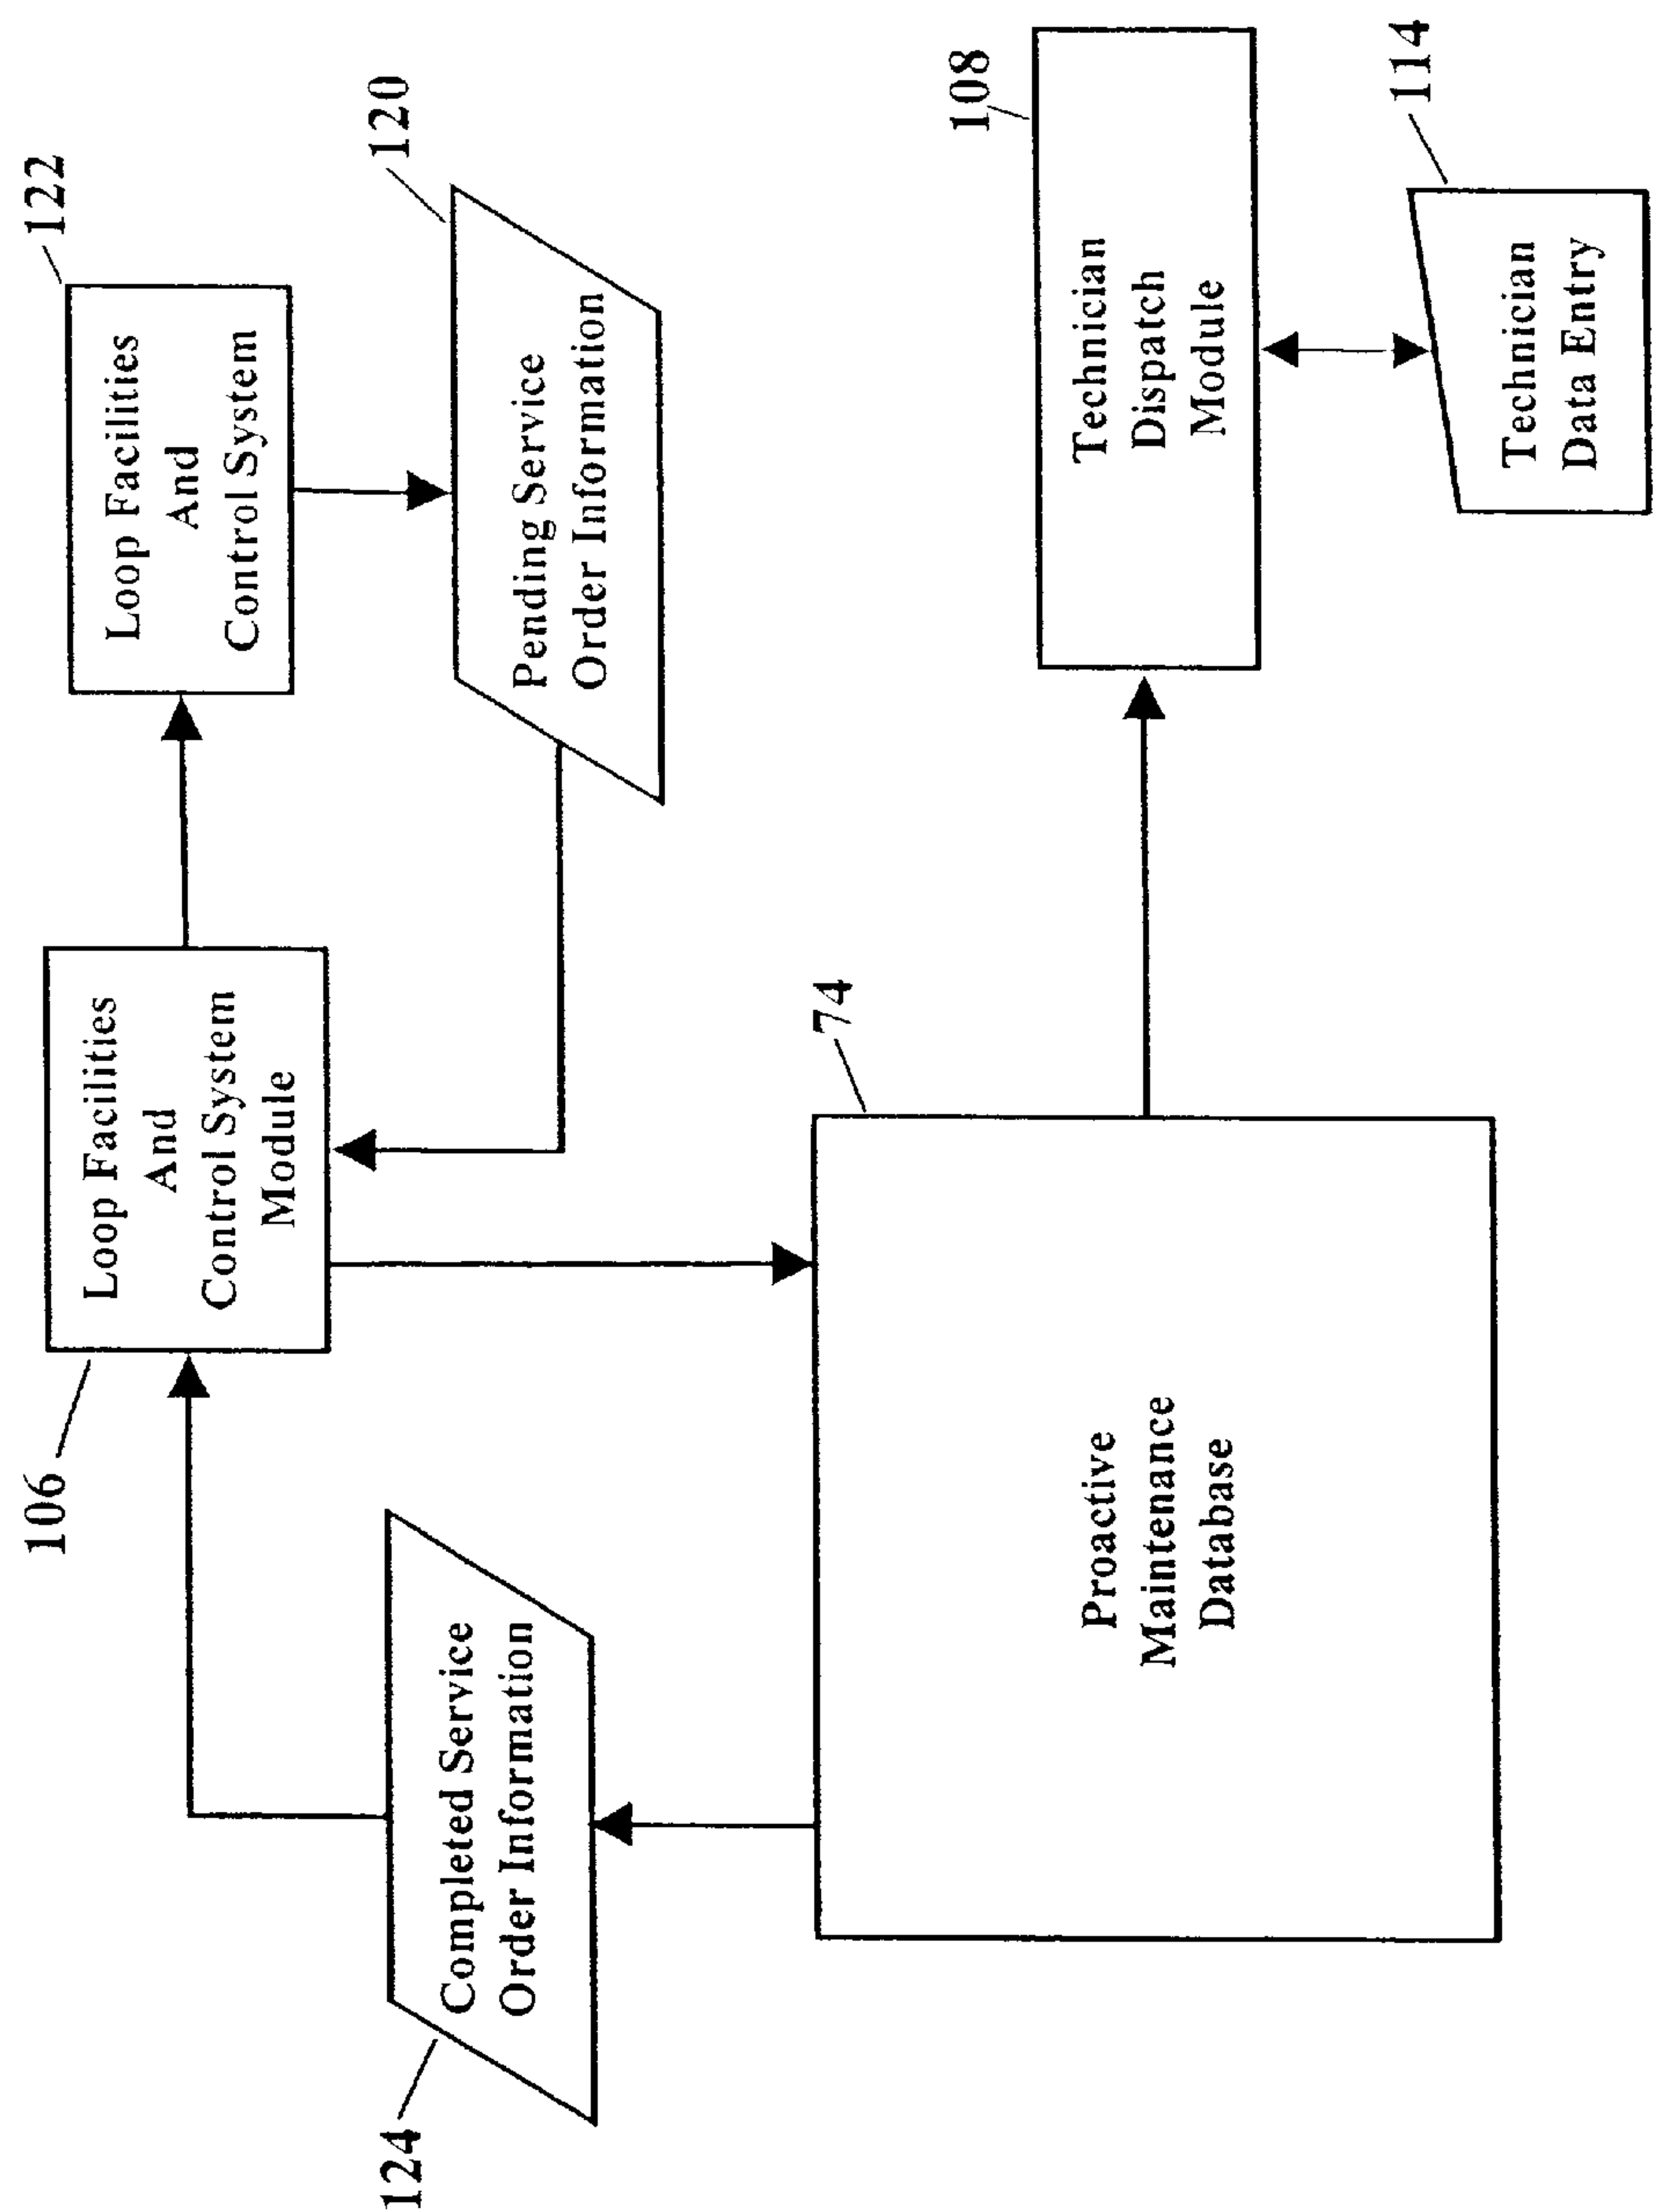 122
Loop Facilities
And
Control System
106
Loop Facilities
And
Control System
Module
120
Pending Service
Order Information
124
Completed Service
Order Information
74
Proactive
Maintenance
Database
108
Technician
Dispatch
Module
114
Technician
Data Entry